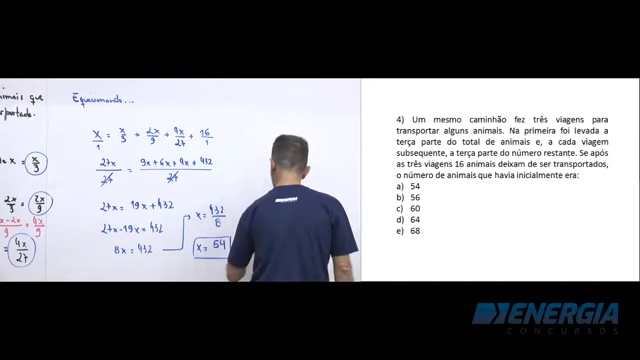 nimais que
Equacionando...
x/1 = x/3 + 2x/9 + 4x/27 + 16/1
x = x/3
27x/27 = 9x + 6x + 4x + 432/27
2x/3 = 2x/9
27x = 19x + 432
x = 432/8
x - 2x/9 = 4x/9
27x - 19x = 432
= 4x/27
8x = 432
x = 54
4) Um mesmo caminhão fez três viagens para
transportar alguns animais. Na primeira foi levada a
terça parte do total de animais e, a cada viagem
subsequente, a terça parte do número restante. Se após
as três viagens 16 animais deixam de ser transportados,
o número de animais que havia inicialmente era:
a) 54
b) 56
c) 60
d) 64
e) 68
ENERGIA
CONCURSOS